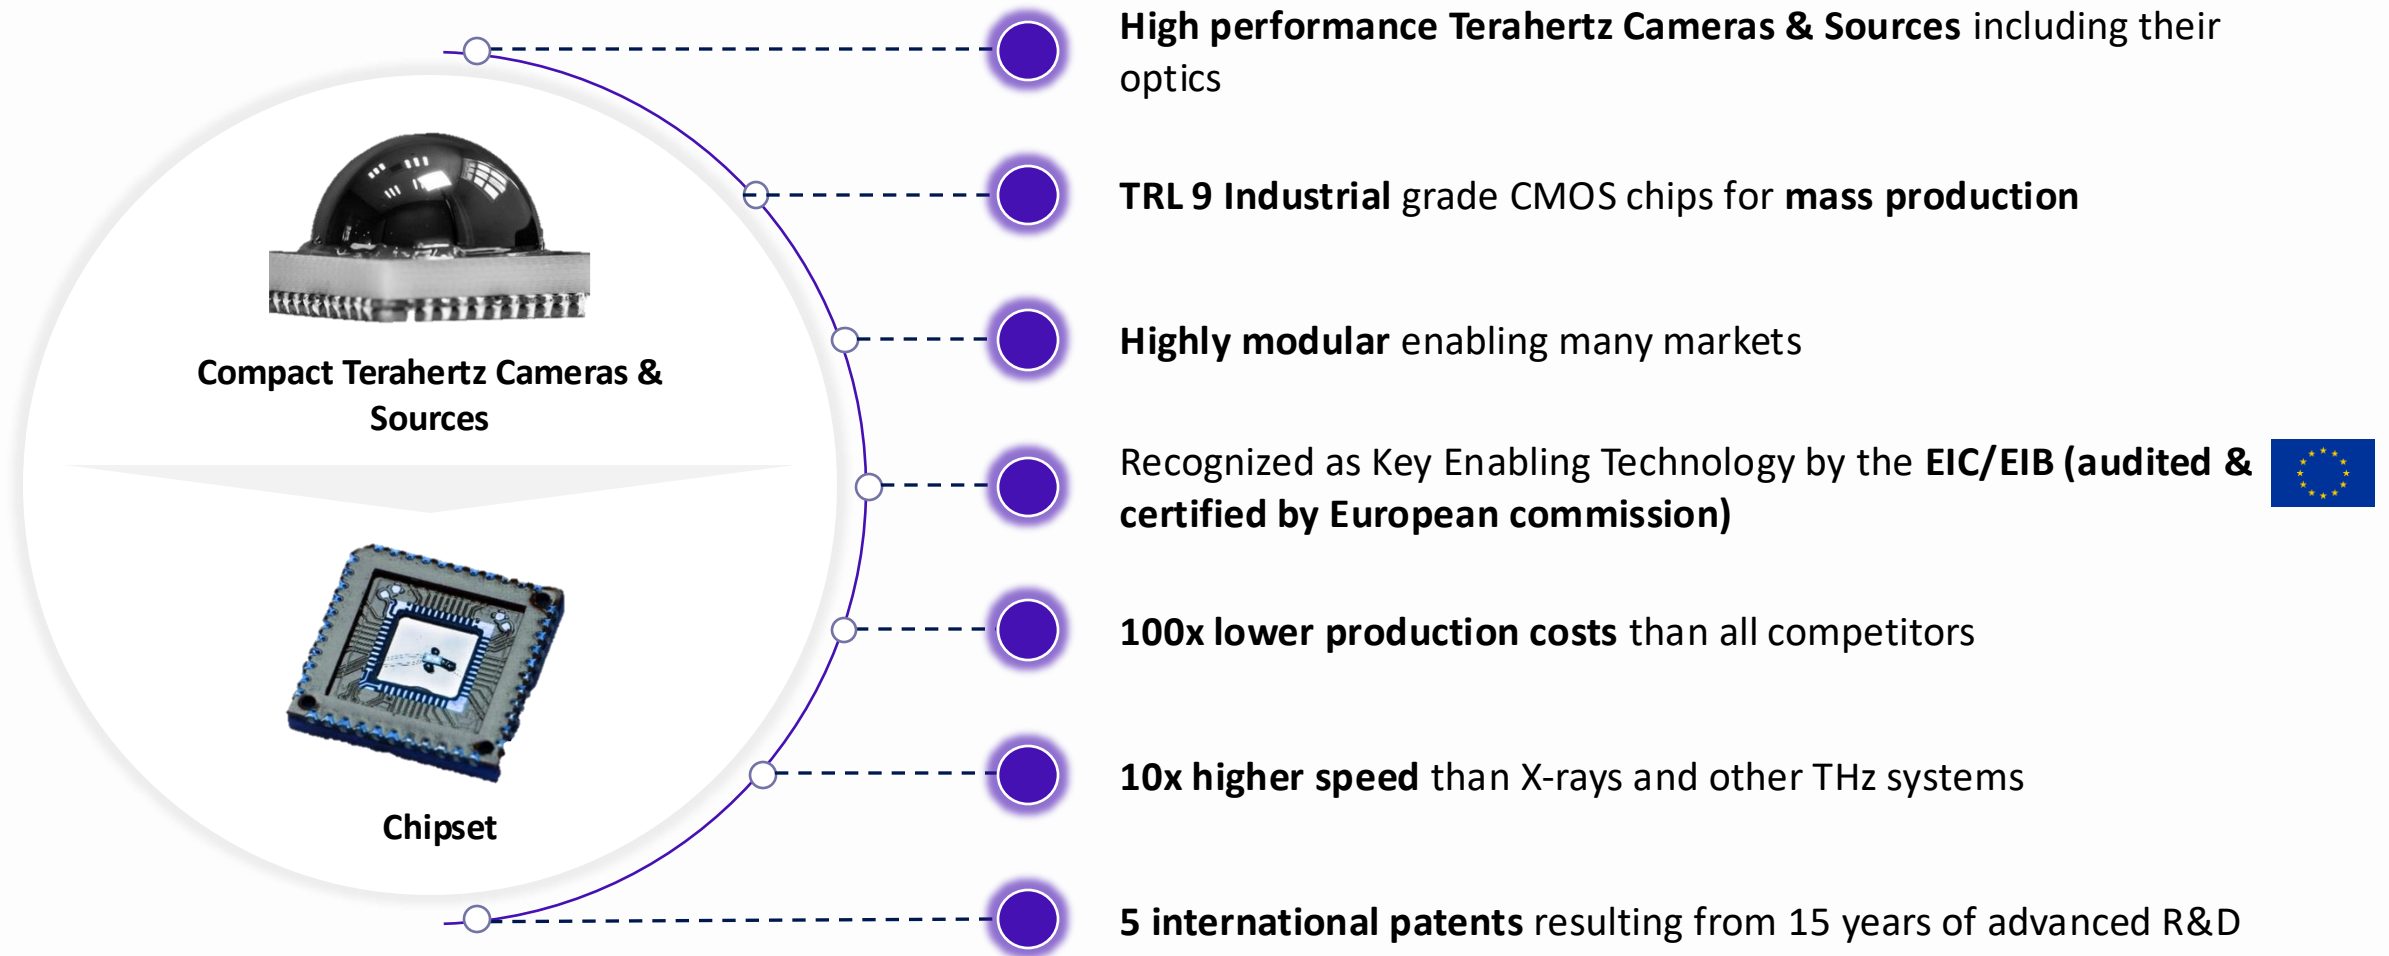 Compact Terahertz Cameras &
Sources
Chipset
High performance Terahertz Cameras & Sources including their
optics
TRL 9 Industrial grade CMOS chips for mass production
Highly modular enabling many markets
Recognized as Key Enabling Technology by the EIC/EIB (audited &
certified by European commission)
100x lower production costs than all competitors
10x higher speed than X-rays and other THz systems
5 international patents resulting from 15 years of advanced R&D